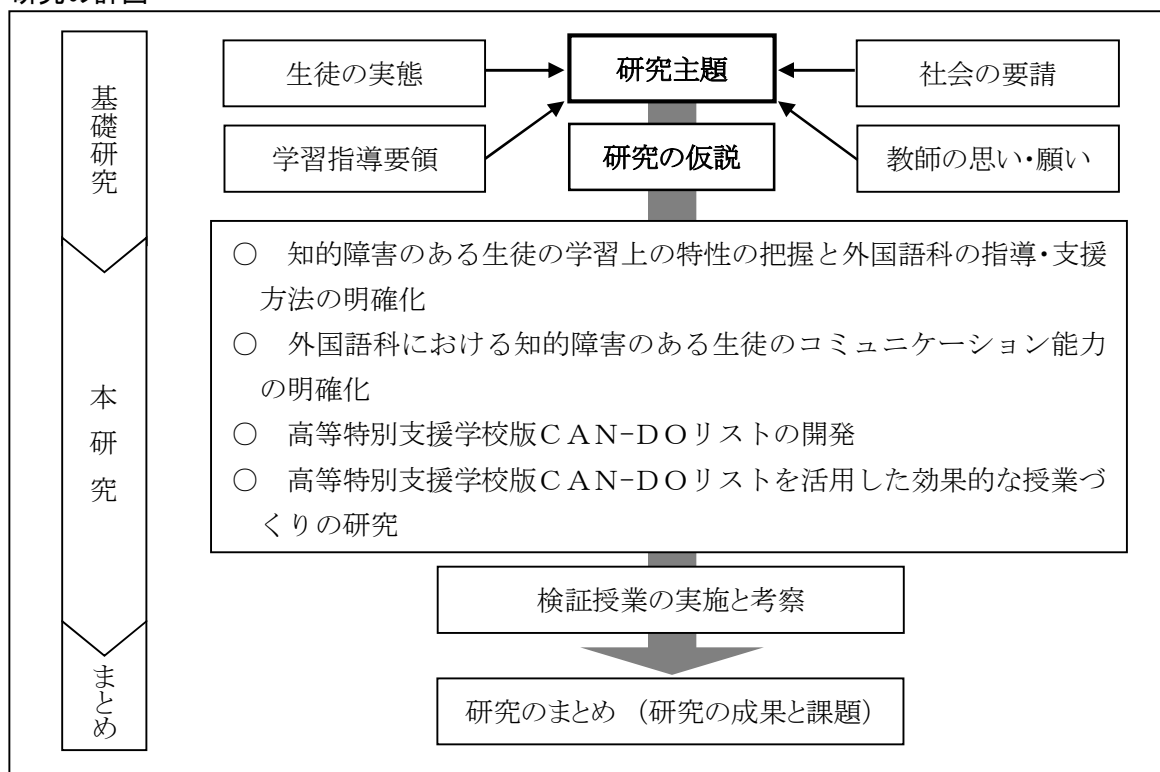 生徒の実態
研究主題
社会の要請
基礎研究
学習指導要領
研究の仮説
教師の思い・願い
○　知的障害のある生徒の学習上の特性の把握と外国語科の指導・支援
方法の明確化
○　外国語科における知的障害のある生徒のコミュニケーション能力
の明確化
○　高等特別支援学校版ＣＡＮ−ＤＯリストの開発
○　高等特別支援学校版ＣＡＮ−ＤＯリストを活用した効果的な授業づ
くりの研究
本研究
検証授業の実施と考察
まとめ
研究のまとめ （研究の成果と課題）